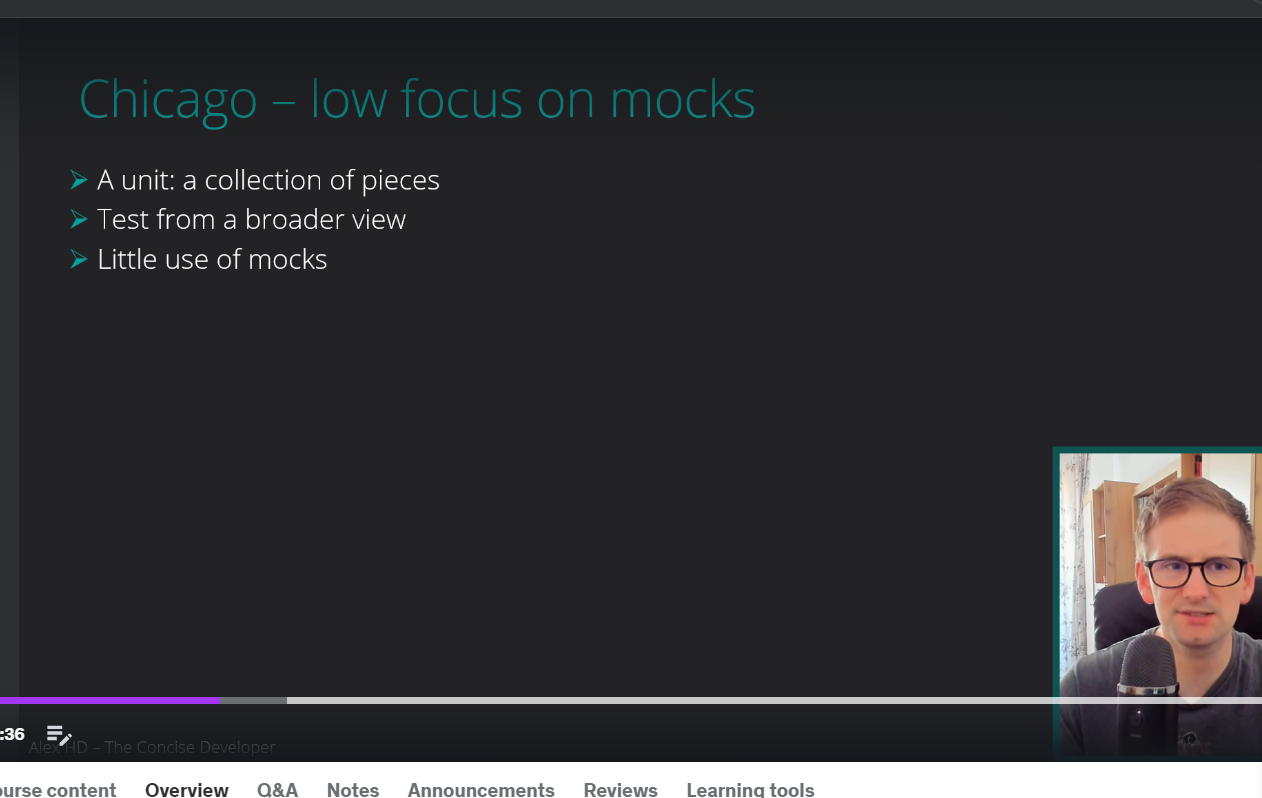 Chicago – low focus on mocks
A unit: a collection of pieces
Test from a broader view
Little use of mocks
:36
Alex HD – The Concise Developer
ourse content Overview Q&A Notes Announcements Reviews Learning tools